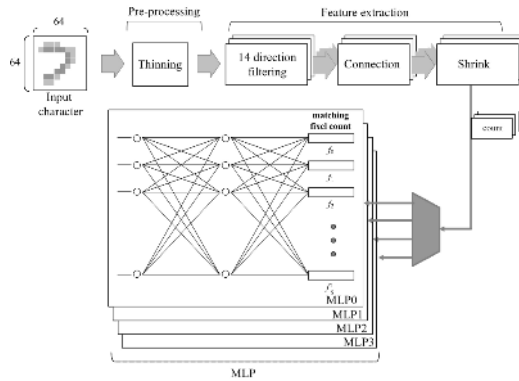 Pre-processing
Feature extraction
64
64
Input
character
Thinning
14 direction
filtering
Connection
Shrink
count
matching
fixel count
MLP0
MLP1
MLP2
MLP3
MLP